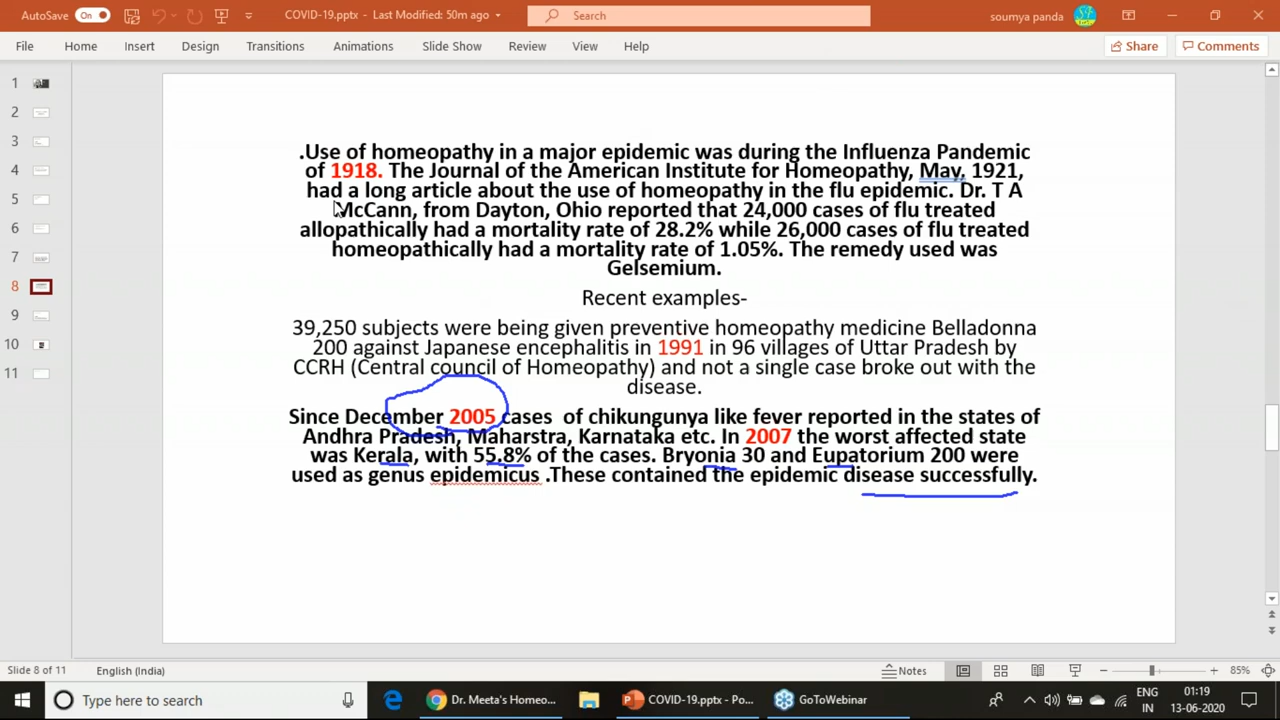 AutoSave On COVID-19.pptx - Last Modified: 50m ago Search soumya panda
File Home Insert Design Transitions Animations Slide Show Review View Help Share Comments
1
2
3
4
5
6
7
8
9
10
11
.Use of homeopathy in a major epidemic was during the Influenza Pandemic
of 1918. The Journal of the American Institute for Homeopathy, May, 1921,
had a long article about the use of homeopathy in the flu epidemic. Dr. T A
McCann, from Dayton, Ohio reported that 24,000 cases of flu treated
allopathically had a mortality rate of 28.2% while 26,000 cases of flu treated
homeopathically had a mortality rate of 1.05%. The remedy used was
Gelsemium.
Recent examples-
39,250 subjects were being given preventive homeopathy medicine Belladonna
200 against Japanese encephalitis in 1991 in 96 villages of Uttar Pradesh by
CCRH (Central council of Homeopathy) and not a single case broke out with the
disease.
Since December 2005 cases of chikungunya like fever reported in the states of
Andhra Pradesh, Maharstra, Karnataka etc. In 2007 the worst affected state
was Kerala, with 55.8% of the cases. Bryonia 30 and Eupatorium 200 were
used as genus epidemicus .These contained the epidemic disease successfully.
Slide 8 of 11 English (India) Notes 85%
Type here to search Dr. Meeta's Homeo... COVID-19.pptx - Po... GoToWebinar ENG 01:19
IN 13-06-2020